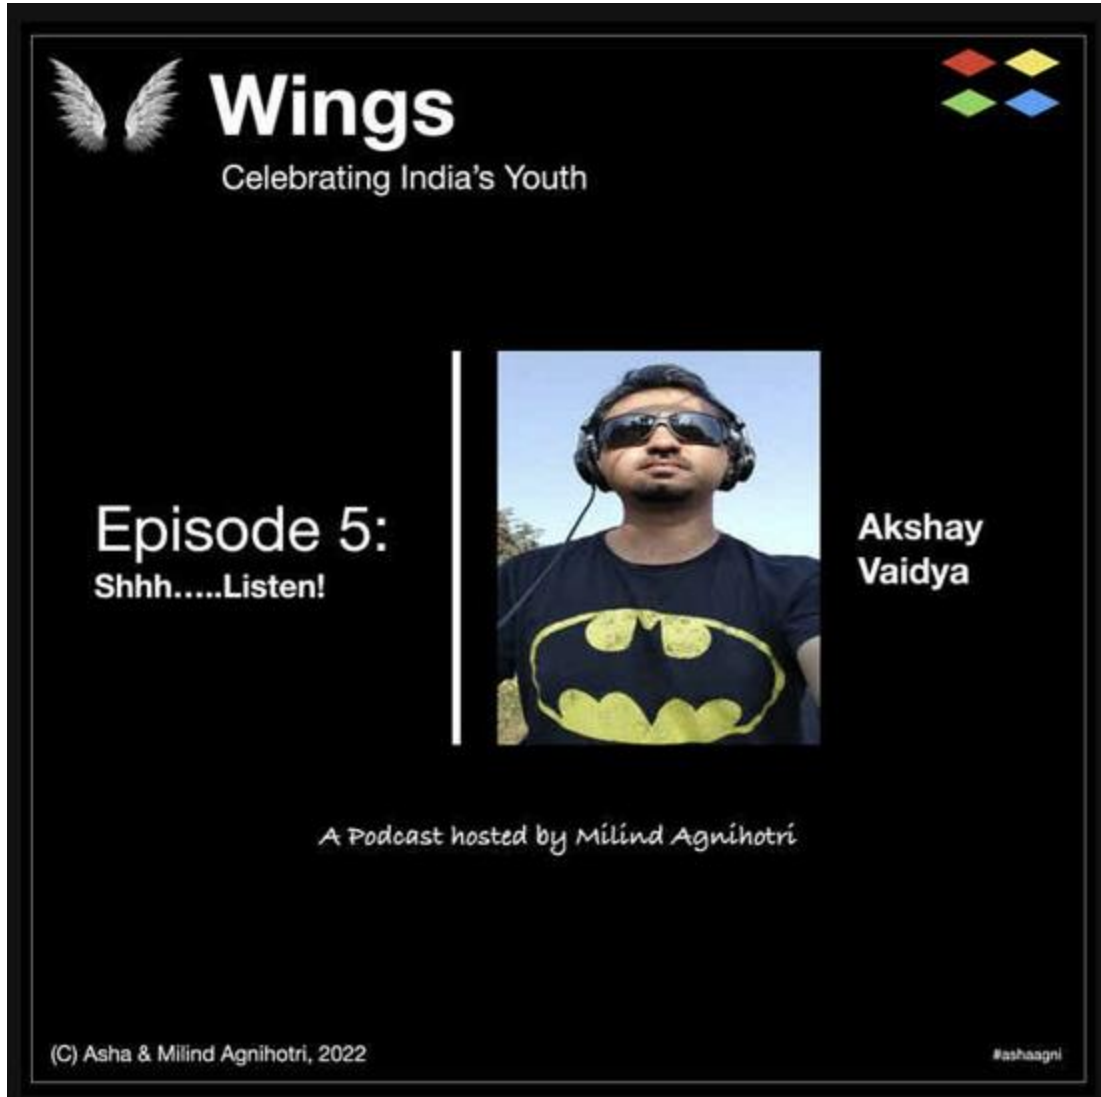 Wings
Celebrating India's Youth
Episode 5:
Shhh.....Listen!
Akshay
Vaidya
A Podcast hosted by Milind Agnihotri
(C) Asha & Milind Agnihotri, 2022
#ashaagni